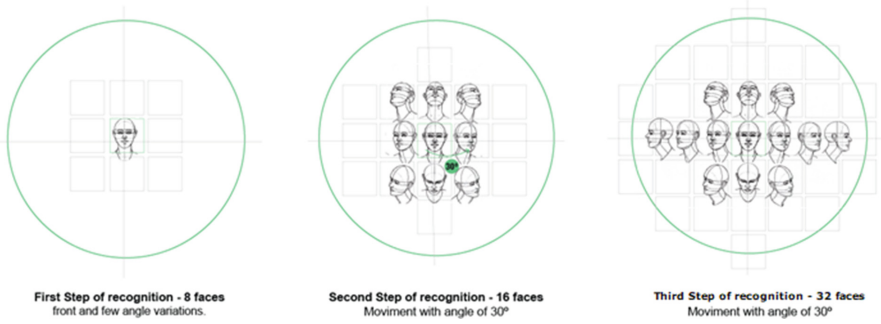 30º
First Step of recognition - 8 faces
front and few angle variations.
Second Step of recognition - 16 faces
Moviment with angle of 30º
Third Step of recognition - 32 faces
Moviment with angle of 30º